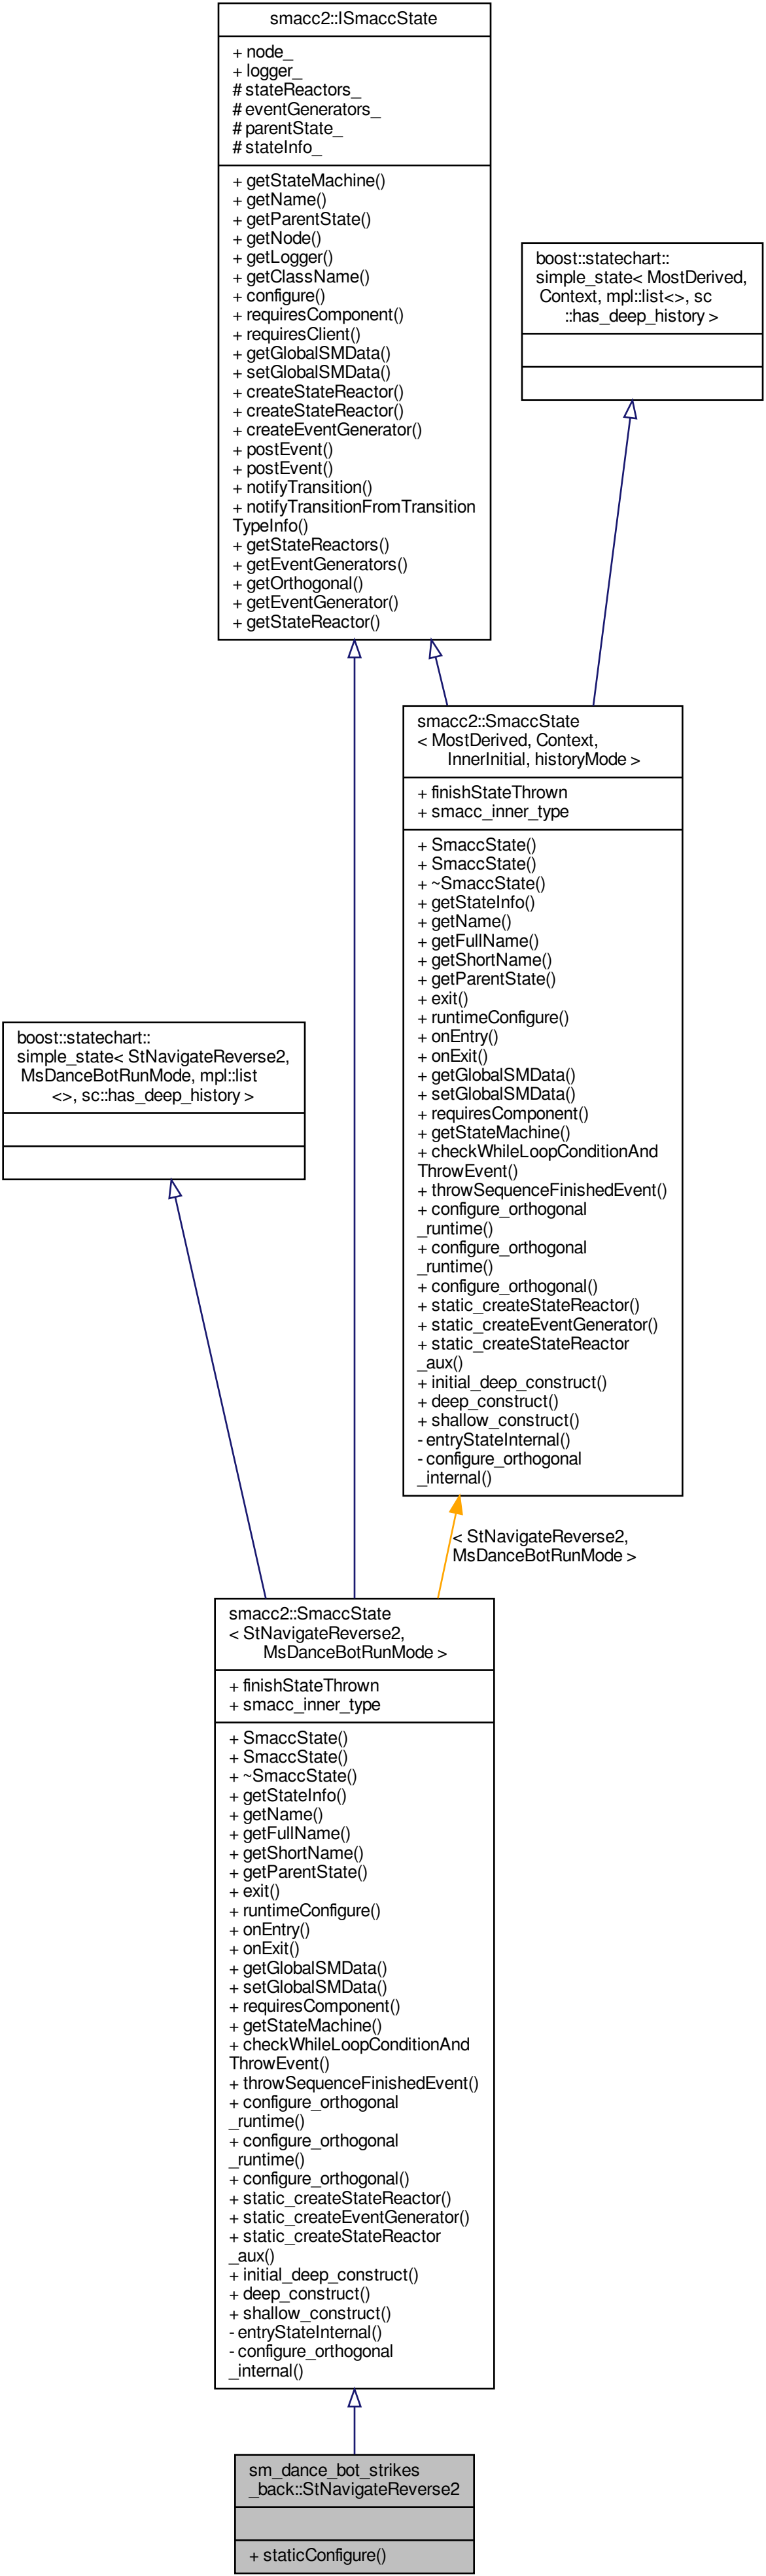 smacc2::ISmaccState
+ node_
+ logger_
# stateReactors_
# eventGenerators_
# parentState_
# stateInfo_
+ getStateMachine()
+ getName()
+ getParentState()
+ getNode()
+ getLogger()
+ getClassName()
+ configure()
+ requiresComponent()
+ requiresClient()
+ getGlobalSMData()
+ setGlobalSMData()
+ createStateReactor()
+ createStateReactor()
+ createEventGenerator()
+ postEvent()
+ postEvent()
+ notifyTransition()
+ notifyTransitionFromTransition
TypeInfo()
+ getStateReactors()
+ getEventGenerators()
+ getOrthogonal()
+ getEventGenerator()
+ getStateReactor()
boost::statechart::
simple_state< MostDerived,
Context, mpl::list<>, sc
::has_deep_history >
smacc2::SmaccState
< MostDerived, Context,
InnerInitial, historyMode >
+ finishStateThrown
+ smacc_inner_type
+ SmaccState()
+ SmaccState()
+ ~SmaccState()
+ getStateInfo()
+ getName()
+ getFullName()
+ getShortName()
+ getParentState()
+ exit()
+ runtimeConfigure()
+ onEntry()
+ onExit()
+ getGlobalSMData()
+ setGlobalSMData()
+ requiresComponent()
+ getStateMachine()
+ checkWhileLoopConditionAnd
ThrowEvent()
+ throwSequenceFinishedEvent()
+ configure_orthogonal
_runtime()
+ configure_orthogonal
_runtime()
+ configure_orthogonal()
+ static_createStateReactor()
+ static_createEventGenerator()
+ static_createStateReactor
_aux()
+ initial_deep_construct()
+ deep_construct()
+ shallow_construct()
- entryStateInternal()
- configure_orthogonal
_internal()
boost::statechart::
simple_state< StNavigateReverse2,
MsDanceBotRunMode, mpl::list
<>, sc::has_deep_history >
< StNavigateReverse2,
MsDanceBotRunMode >
smacc2::SmaccState
< StNavigateReverse2,
MsDanceBotRunMode >
+ finishStateThrown
+ smacc_inner_type
+ SmaccState()
+ SmaccState()
+ ~SmaccState()
+ getStateInfo()
+ getName()
+ getFullName()
+ getShortName()
+ getParentState()
+ exit()
+ runtimeConfigure()
+ onEntry()
+ onExit()
+ getGlobalSMData()
+ setGlobalSMData()
+ requiresComponent()
+ getStateMachine()
+ checkWhileLoopConditionAnd
ThrowEvent()
+ throwSequenceFinishedEvent()
+ configure_orthogonal
_runtime()
+ configure_orthogonal
_runtime()
+ configure_orthogonal()
+ static_createStateReactor()
+ static_createEventGenerator()
+ static_createStateReactor
_aux()
+ initial_deep_construct()
+ deep_construct()
+ shallow_construct()
- entryStateInternal()
- configure_orthogonal
_internal()
sm_dance_bot_strikes
_back::StNavigateReverse2
+ staticConfigure()